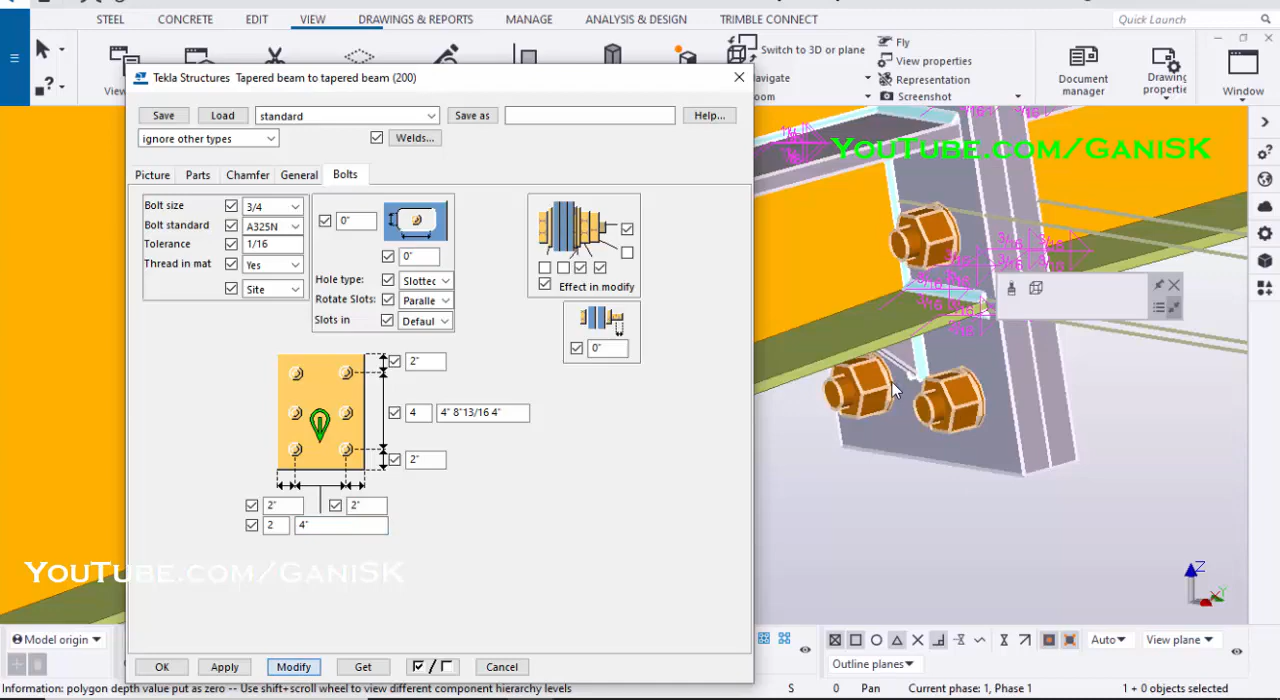 STEEL CONCRETE EDIT VIEW DRAWINGS & REPORTS MANAGE ANALYSIS & DESIGN TRIMBLE CONNECT Quick Launch
Switch to 3D or plane
Fly
View properties
Representation
Screenshot
Document manager
Drawing properties
Window
Tekla Structures Tapered beam to tapered beam (200)
Save Load standard Save as Help...
ignore other types Welds...
Picture Parts Chamfer General Bolts
Bolt size 3/4
Bolt standard A325N
Tolerance 1/16
Thread in mat Yes
Site
0"
0"
Hole type: Slotted
Rotate Slots: Paralle
Slots in Defaul
Effect in modify
0"
2"
4 4" 8"13/16 4"
2"
2" 2"
2 4"
YouTube.com/GaniSK
YouTube.com/GaniSK
Model origin
OK Apply Modify Get / Cancel
Auto View plane
Outline planes
Information: polygon depth value put as zero -- Use shift+scroll wheel to view different component hierarchy levels
S 0 Pan Current phase: 1, Phase 1 1 + 0 objects selected